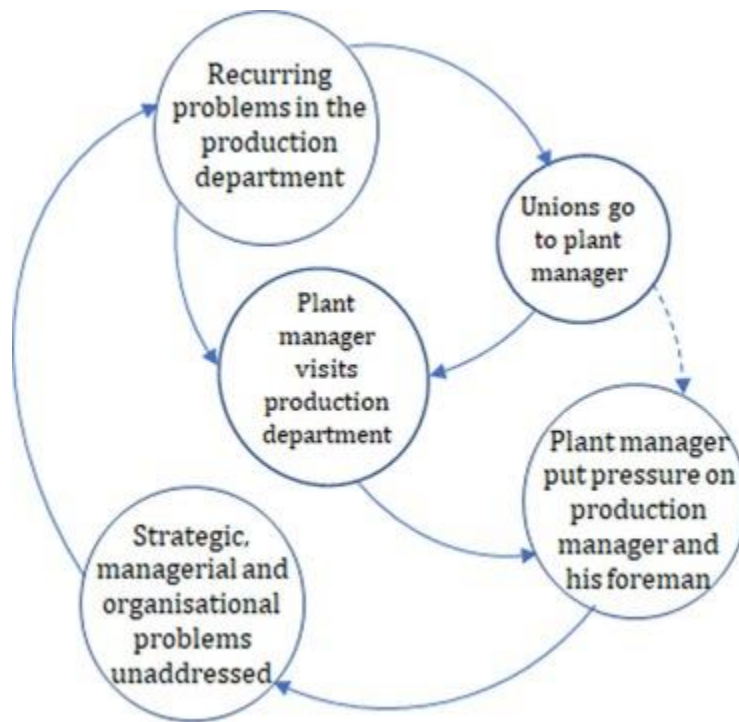 Recurring
problems in the
production
department
Unions go
to plant
manager
Plant
manager
visits
production
department
Plant manager
put pressure on
production
manager and
his foreman
Strategic,
managerial and
organisational
problems
unaddressed